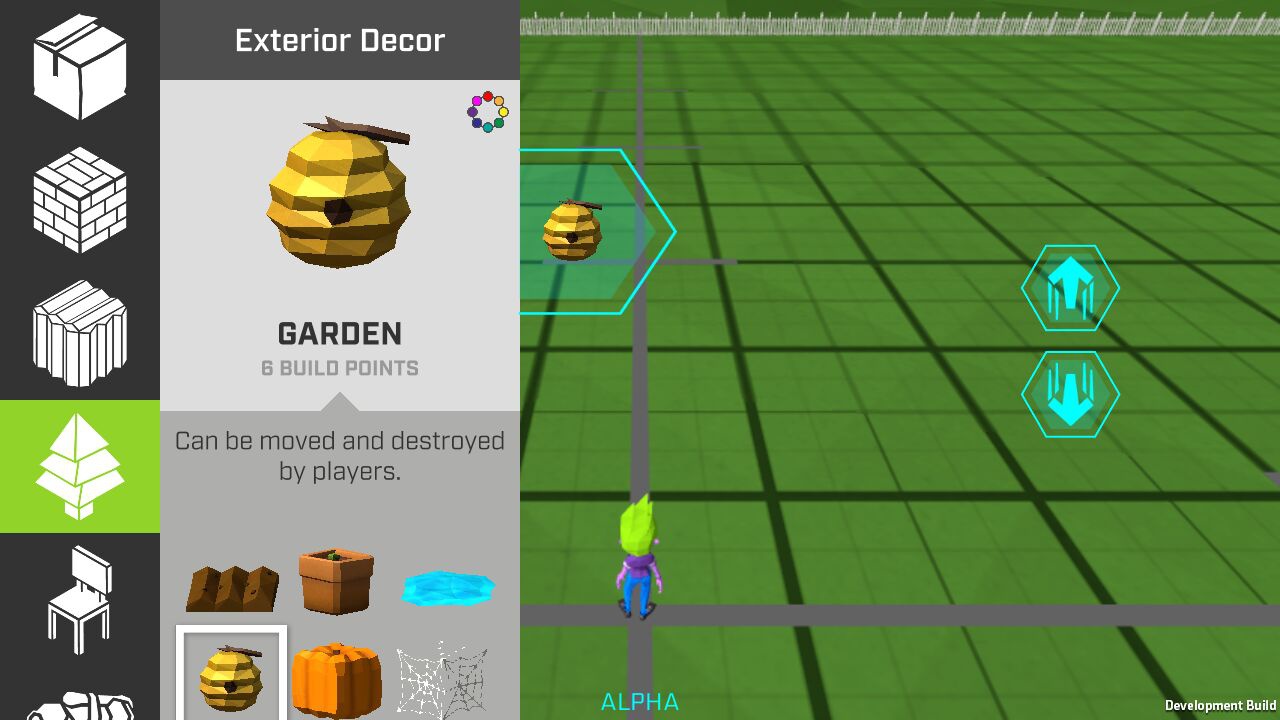 Exterior Decor
GARDEN
6 BUILD POINTS
Can be moved and destroyed
by players.
ALPHA
Development Build